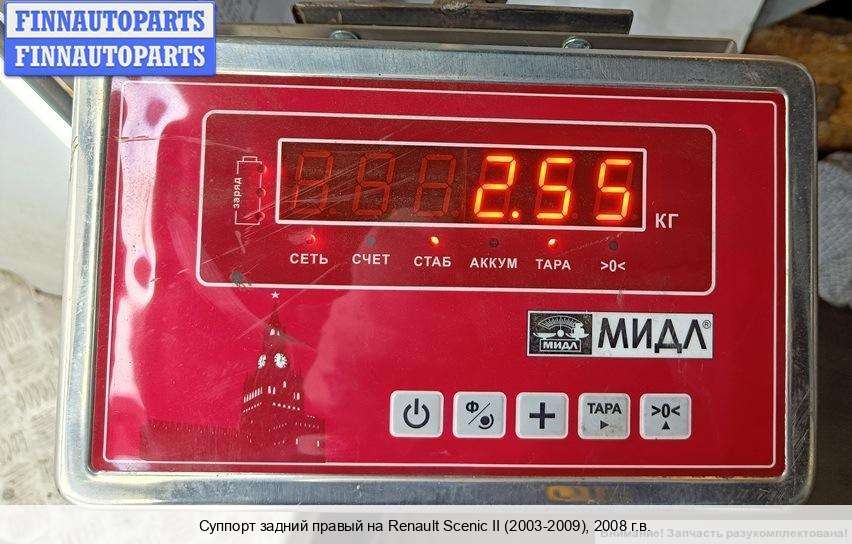 FINNAUTOPARTS
FINNAUTOPARTS
заряд
2.55
КГ
СЕТЬ СЧЕТ СТАБ АККУМ ТАРА >0<
МИДЛ
МИДЛ®
Ф
+
ТАРА
>0<
Суппорт задний правый на Renault Scenic II (2003-2009), 2008 г.в.
Внимание! Запчасть разукомплектована!